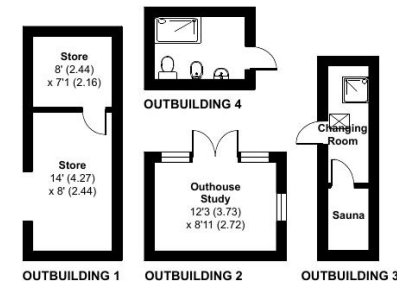 Store
8' (2.44)
x 7'1 (2.16)
Store
14' (4.27)
x 8' (2.44)
OUTBUILDING 1
OUTBUILDING 4
Outhouse
Study
12'3 (3.73)
x 8'11 (2.72)
OUTBUILDING 2
Changing
Room
Sauna
OUTBUILDING 3